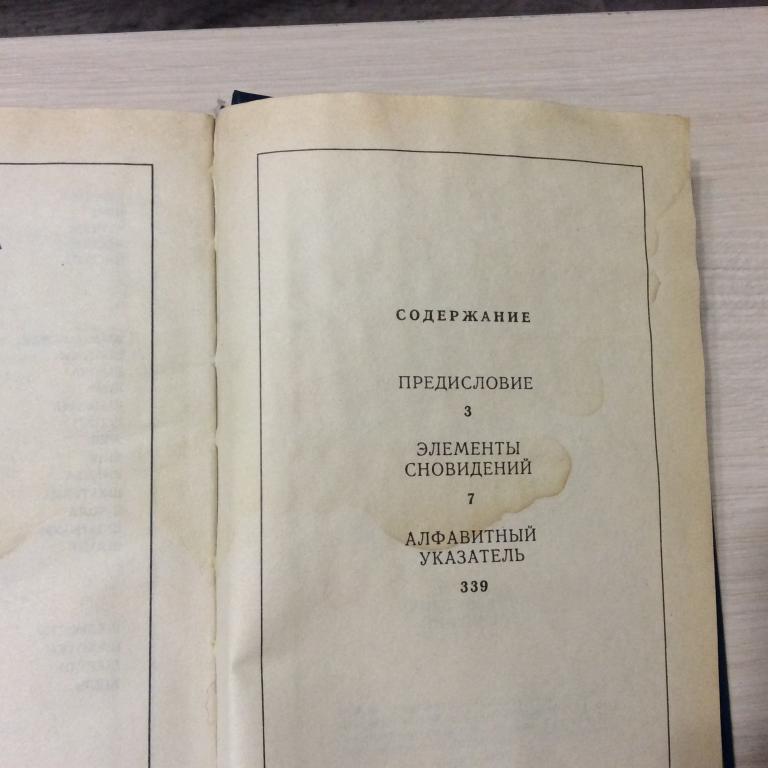 СОДЕРЖАНИЕ
ПРЕДИСЛОВИЕ
3
ЭЛЕМЕНТЫ
СНОВИДЕНИЙ
7
АЛФАВИТНЫЙ
УКАЗАТЕЛЬ
339